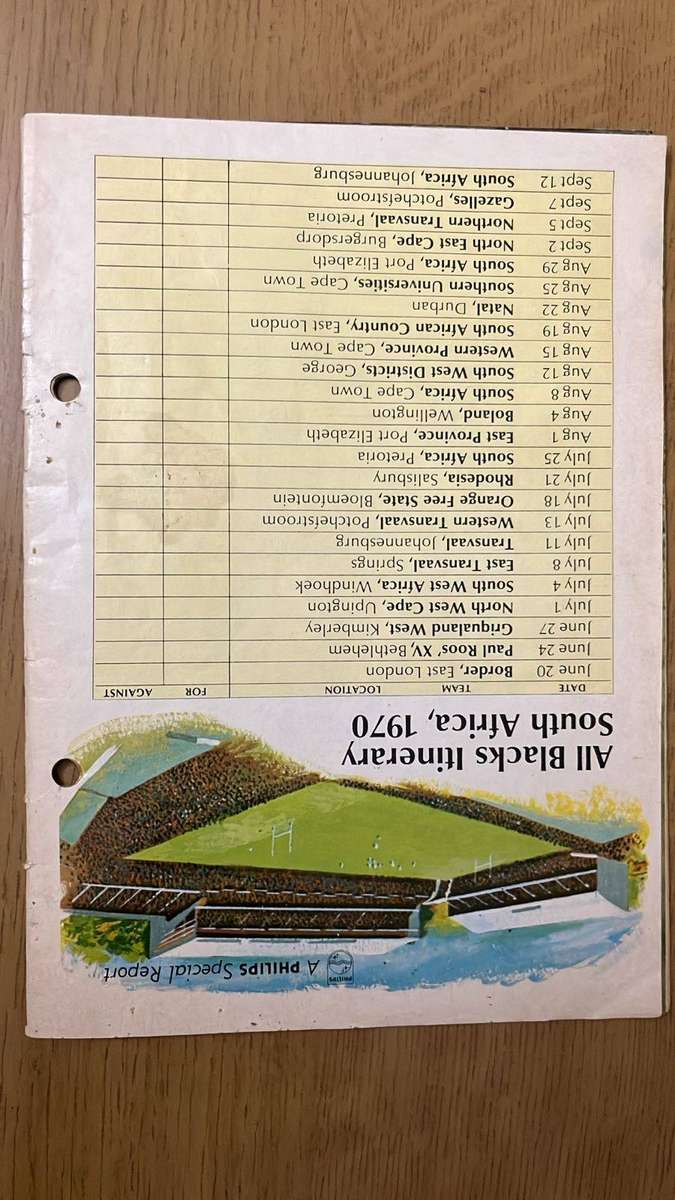 PHILIPS
A PHILIPS Special Report
All Blacks Itinerary
South Africa, 1970
DATE TEAM LOCATION FOR AGAINST
June 20 Border, East London
June 24 Paul Roos' XV, Bethlehem
June 27 Griqualand West, Kimberley
July 1 North West Cape, Upington
July 4 South West Africa, Windhoek
July 8 East Transvaal, Springs
July 11 Transvaal, Johannesburg
July 13 Western Transvaal, Potchefstroom
July 18 Orange Free State, Bloemfontein
July 21 Rhodesia, Salisbury
July 25 South Africa, Pretoria
Aug 1 East Province, Port Elizabeth
Aug 4 Boland, Wellington
Aug 8 South Africa, Cape Town
Aug 12 South West Districts, George
Aug 15 Western Province, Cape Town
Aug 19 South African Country, East London
Aug 22 Natal, Durban
Aug 25 Southern Universities, Cape Town
Aug 29 South Africa, Port Elizabeth
Sept 2 North East Cape, Burgersdorp
Sept 5 Northern Transvaal, Pretoria
Sept 7 Gazelles, Potchefstroom
Sept 12 South Africa, Johannesburg